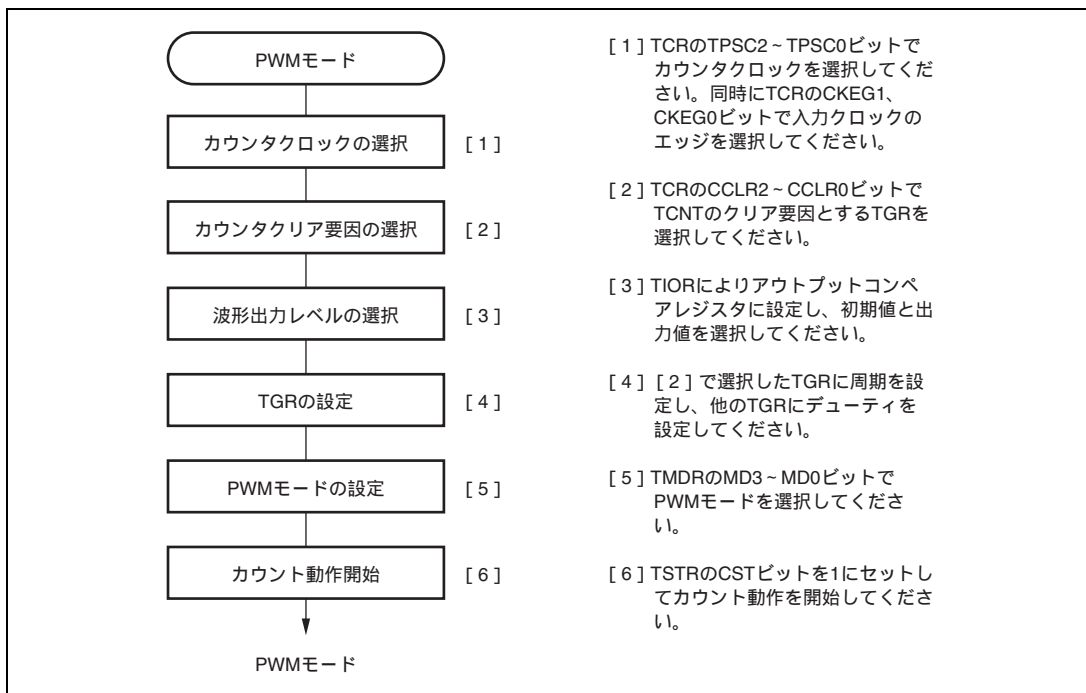 PWMモード
カウンタクロックの選択 [ 1 ]
カウンタクリア要因の選択 [ 2 ]
波形出力レベルの選択 [ 3 ]
TGRの設定 [ 4 ]
PWMモードの設定 [ 5 ]
カウント動作開始 [ 6 ]
PWMモード
[ 1 ] TCRのTPSC2~TPSC0ビットで
カウンタクロックを選択してくだ
さい。同時にTCRのCKEG1、
CKEG0ビットで入力クロックの
エッジを選択してください。
[ 2 ] TCRのCCLR2~CCLR0ビットで
TCNTのクリア要因とするTGRを
選択してください。
[ 3 ] TIORによりアウトプットコンペ
アレジスタに設定し、初期値と出
力値を選択してください。
[ 4 ] [ 2 ] で選択したTGRに周期を設
定し、他のTGRにデューティを
設定してください。
[ 5 ] TMDRのMD3~MD0ビットで
PWMモードを選択してくださ
い。
[ 6 ] TSTRのCSTビットを1にセットし
てカウント動作を開始してくださ
い。